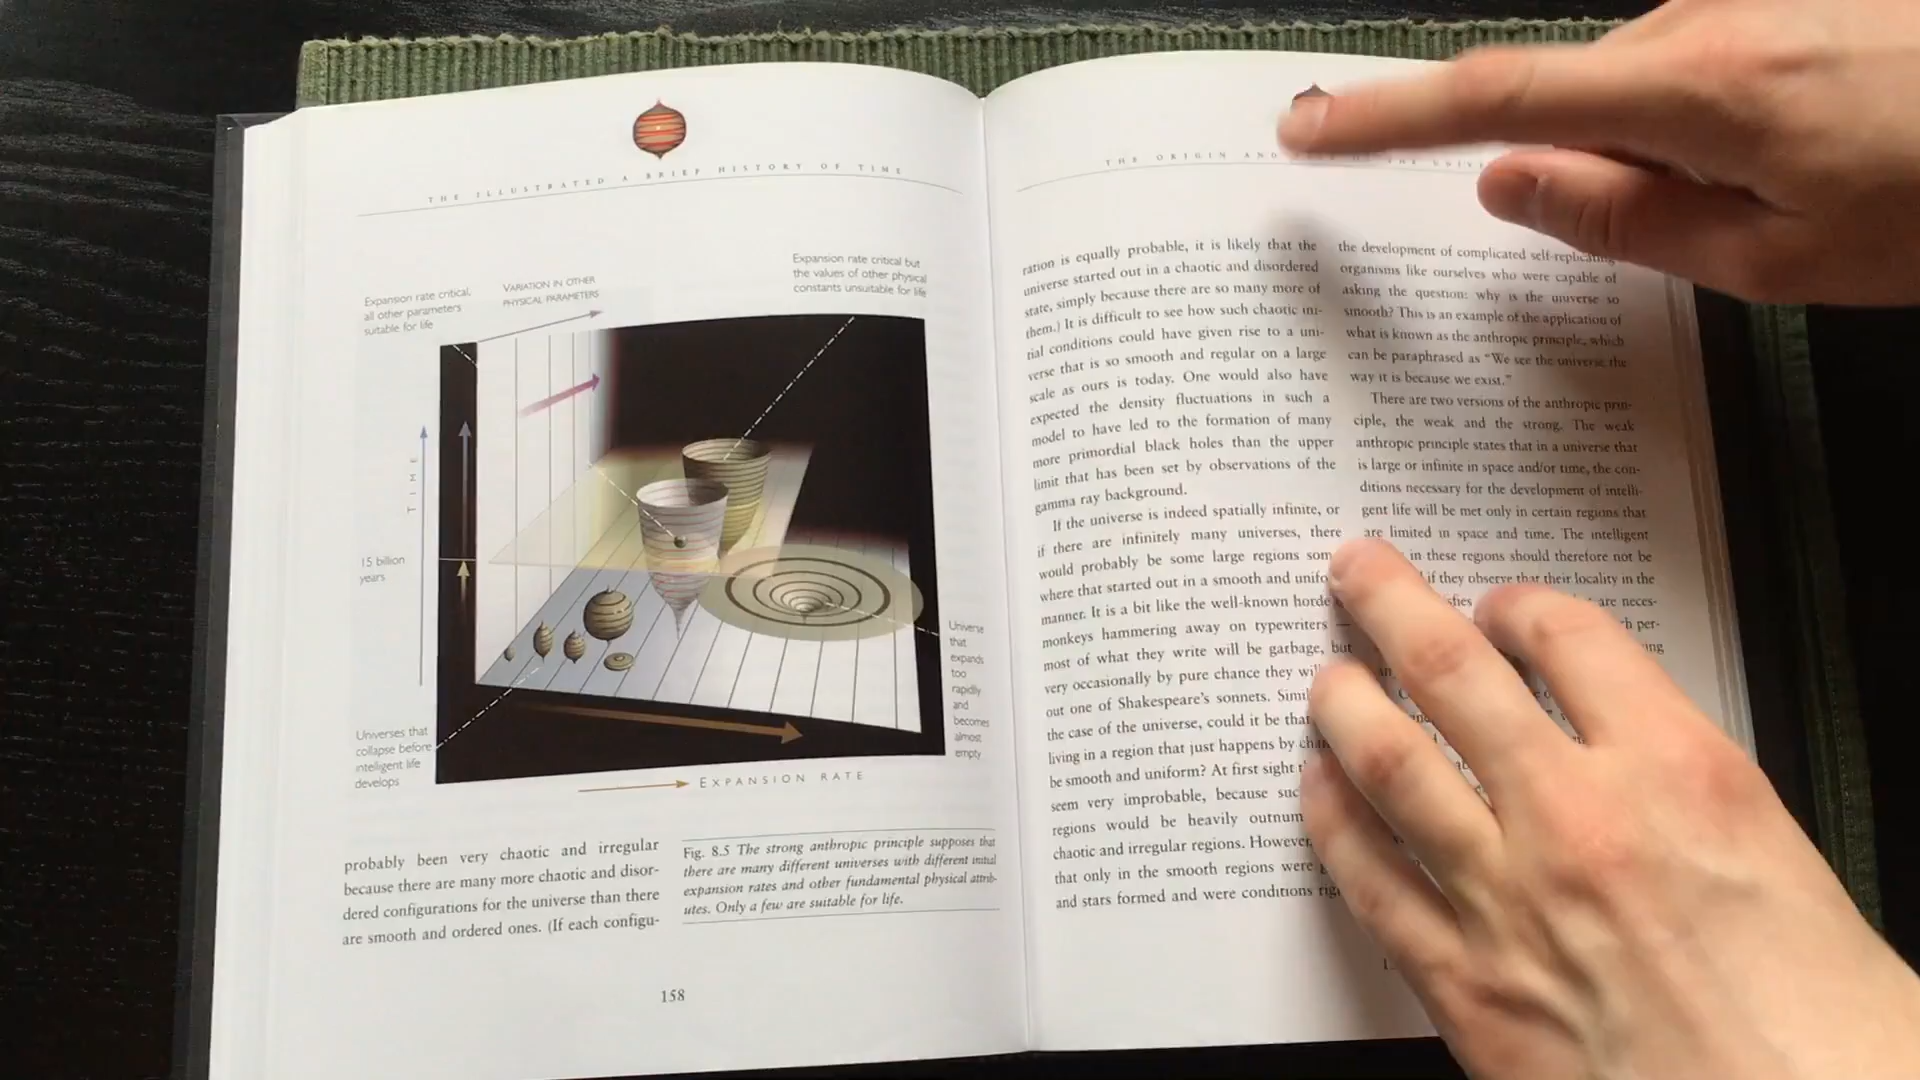 THE ILLUSTRATED A BRIEF HISTORY OF TIME
Expansion rate critical,
all other parameters
suitable for life
VARIATION IN OTHER
PHYSICAL PARAMETERS
Expansion rate critical but
the values of other physical
constants unsuitable for life
TIME
15 billion
years
Universes that
collapse before
intelligent life
develops
Universe
that
expands
too
rapidly
and
becomes
almost
empty
EXPANSION RATE
probably been very chaotic and irregular
because there are many more chaotic and disor-
dered configurations for the universe than there
are smooth and ordered ones. (If each configu-
Fig. 8.5 The strong anthropic principle supposes that
there are many different universes with different initial
expansion rates and other fundamental physical attrib-
utes. Only a few are suitable for life.
158
THE ORIGIN AND THE
ration is equally probable, it is likely that the
universe started out in a chaotic and disordered
state, simply because there are so many more of
them.) It is difficult to see how such chaotic ini-
tial conditions could have given rise to a uni-
verse that is so smooth and regular on a large
scale as ours is today. One would also have
expected the density fluctuations in such a
model to have led to the formation of many
more primordial black holes than the upper
limit that has been set by observations of the
gamma ray background.
If the universe is indeed spatially infinite, or
if there are infinitely many universes, there
would probably be some large regions some
where that started out in a smooth and
manner. It is a bit like the well-known horde
monkeys hammering away on typewriters —
most of what they write will be garbage, but
very occasionally by pure chance they
out one of Shakespeare's sonnets.
the case of the universe, could it be that
living in a region that just happens by
be smooth and uniform? At first sight
seem very improbable, because
regions would be heavily
chaotic and irregular regions. However,
that only in the smooth regions were
and stars formed and were conditions
the development of complicated self-replicating
organisms like ourselves who were capable of
asking the question: why is the universe so
smooth? This is an example of the application of
what is known as the anthropic principle, which
can be paraphrased as "We see the universe the
way it is because we exist."
There are two versions of the anthropic prin-
ciple, the weak and the strong. The weak
anthropic principle states that in a universe that
is large or infinite in space and/or time, the con-
ditions necessary for the development of intelli-
gent life will be met only in certain regions that
are limited in space and time. The intelligent
in these regions should therefore not be
if they observe that their locality in the
are neces-